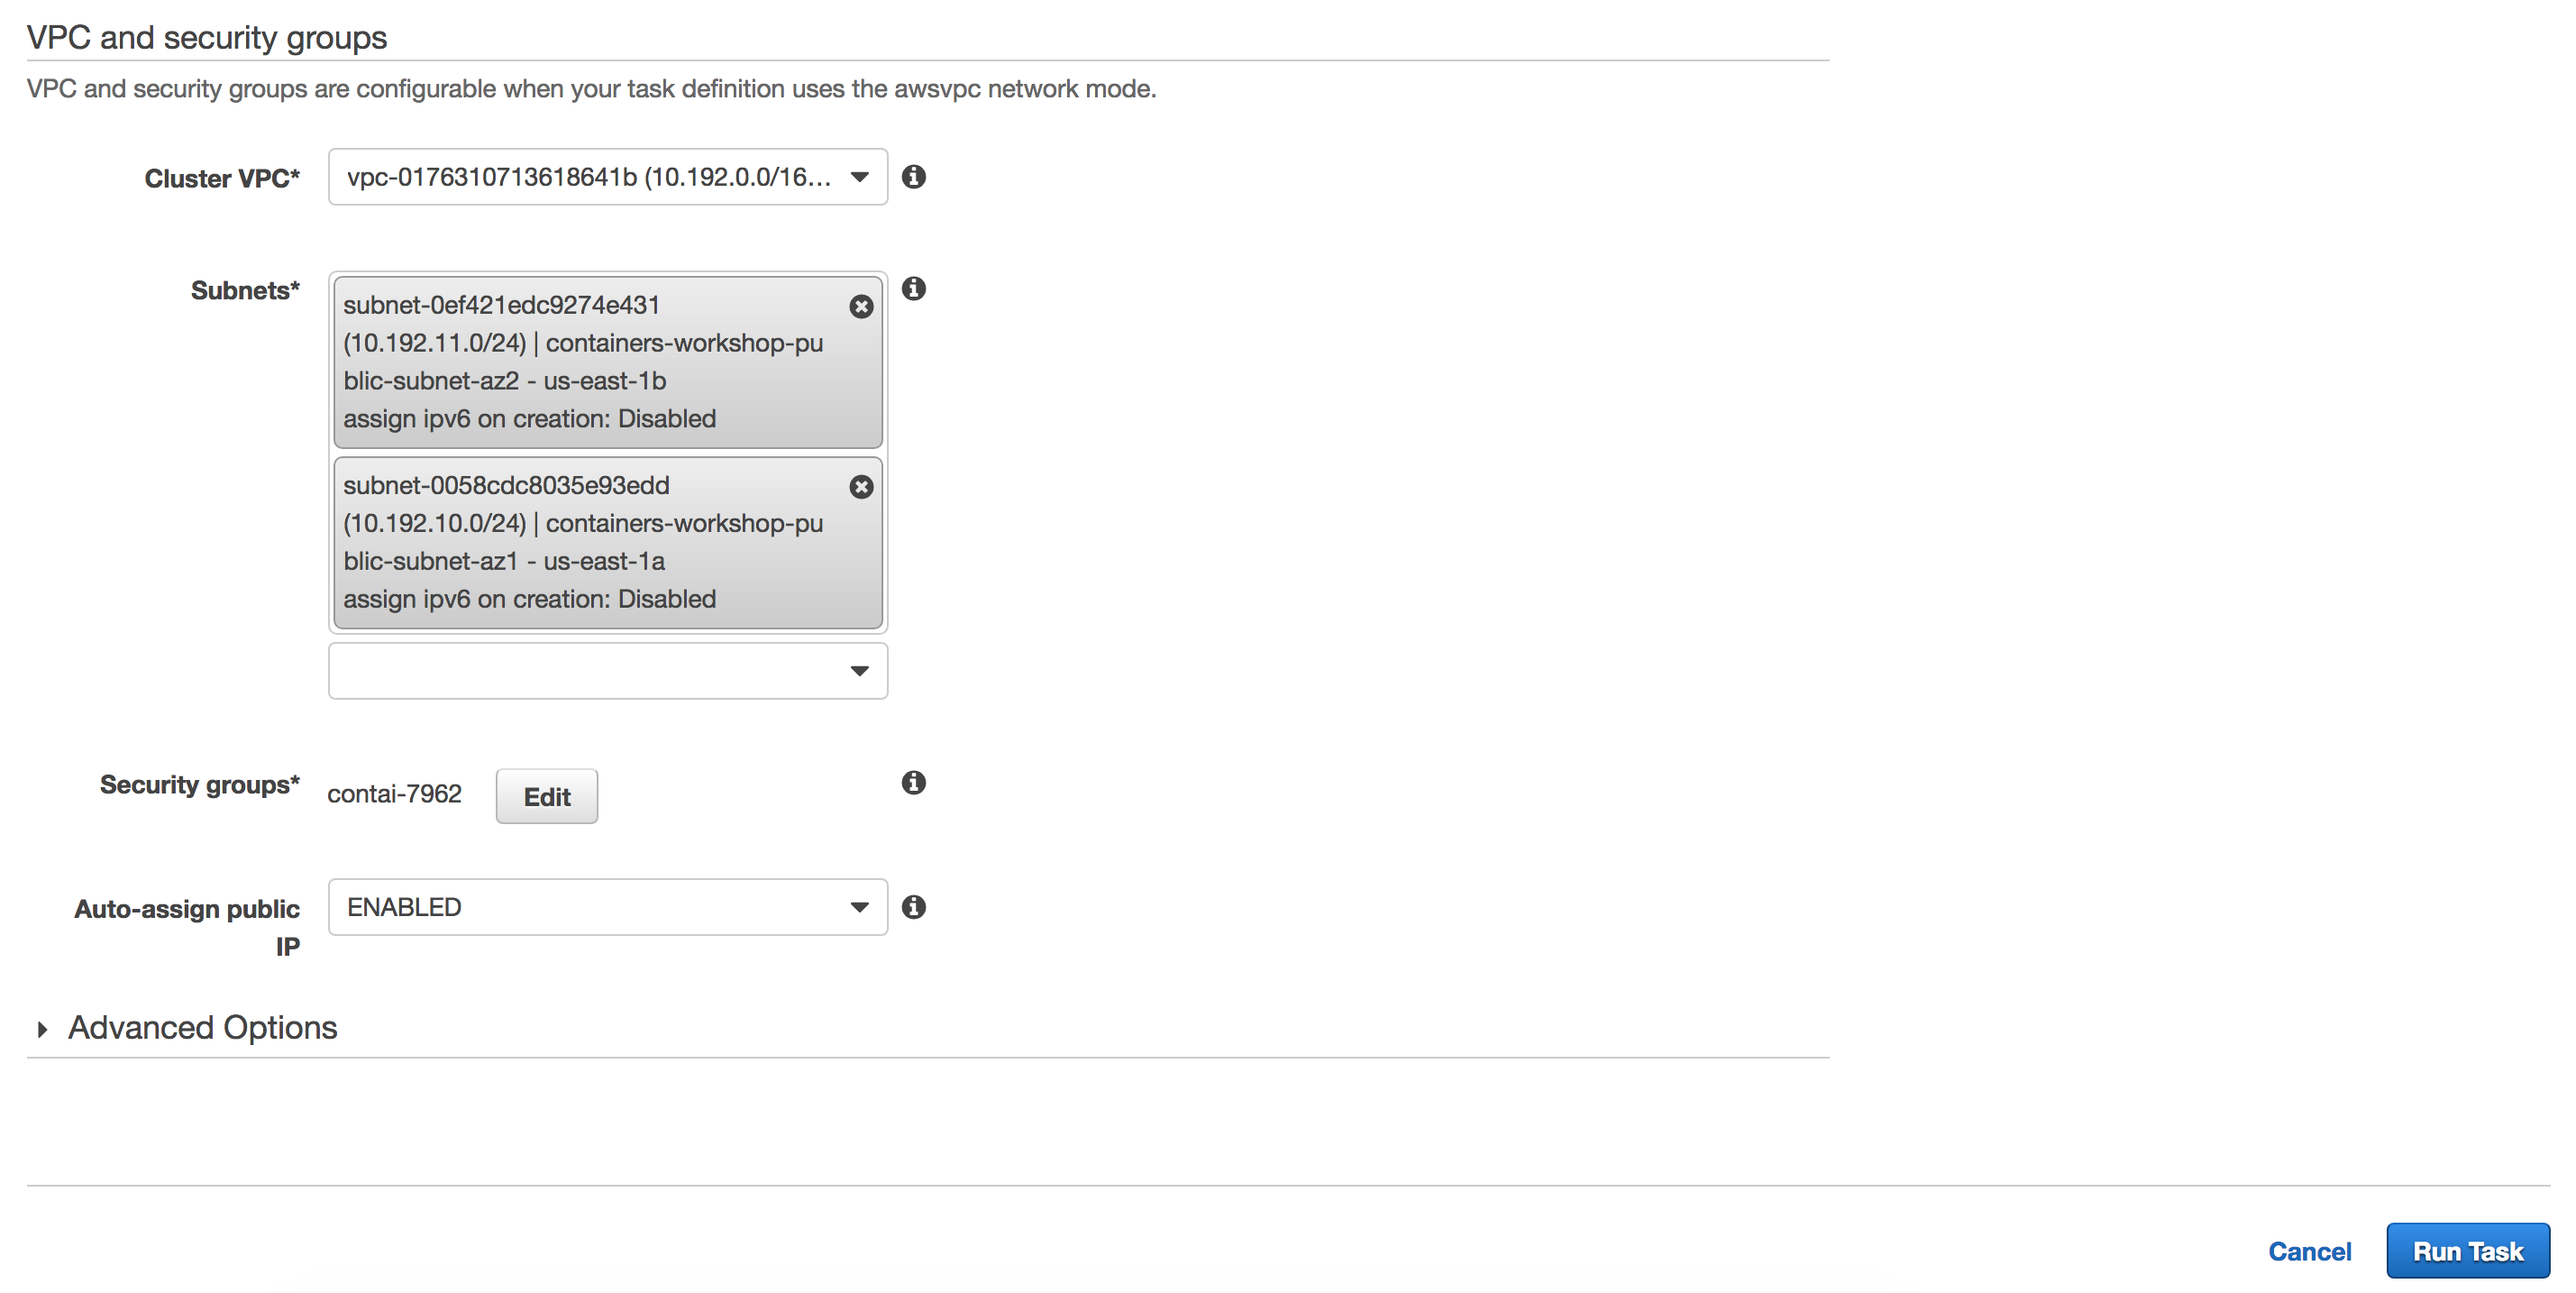 VPC and security groups
VPC and security groups are configurable when your task definition uses the awsvpc network mode.
Cluster VPC*
vpc-0176310713618641b (10.192.0.0/16...
Subnets*
subnet-0ef421edc9274e431
(10.192.11.0/24) | containers-workshop-pu
blic-subnet-az2 - us-east-1b
assign ipv6 on creation: Disabled
subnet-0058cdc8035e93edd
(10.192.10.0/24) | containers-workshop-pu
blic-subnet-az1 - us-east-1a
assign ipv6 on creation: Disabled
Security groups*
contai-7962
Edit
Auto-assign public
IP
ENABLED
Advanced Options
Cancel
Run Task